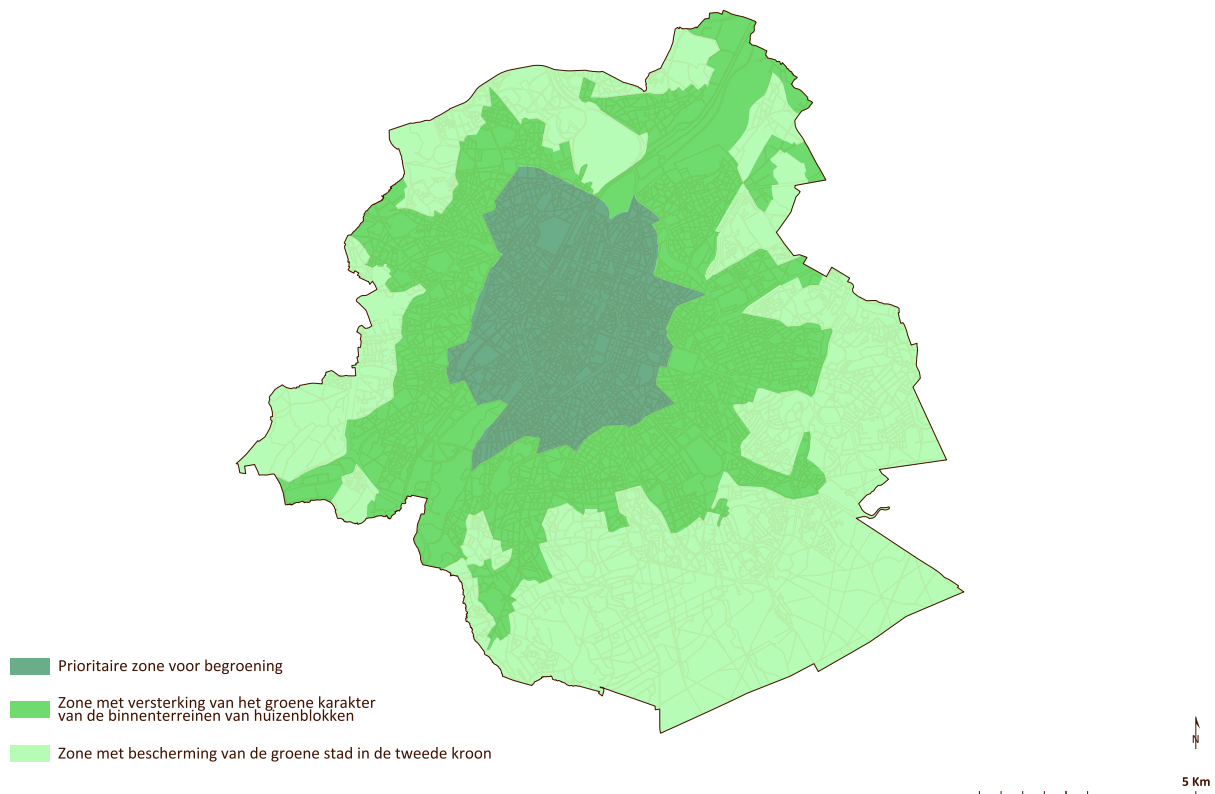 Prioritaire zone voor begroening
Zone met versterking van het groene karakter
van de binnenterreinen van huizenblokken
Zone met bescherming van de groene stad in de tweede kroon
N
5 Km